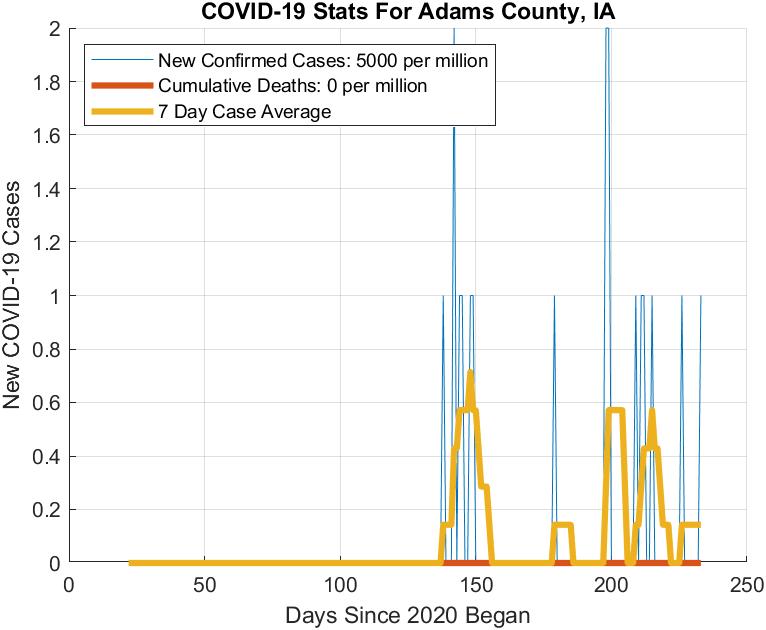 COVID-19 Stats For Adams County, IA
New Confirmed Cases: 5000 per million
Cumulative Deaths: 0 per million
7 Day Case Average
New COVID-19 Cases
2
1.8
1.6
1.4
1.2
1
0.8
0.6
0.4
0.2
0
0 50 100 150 200 250
Days Since 2020 Began